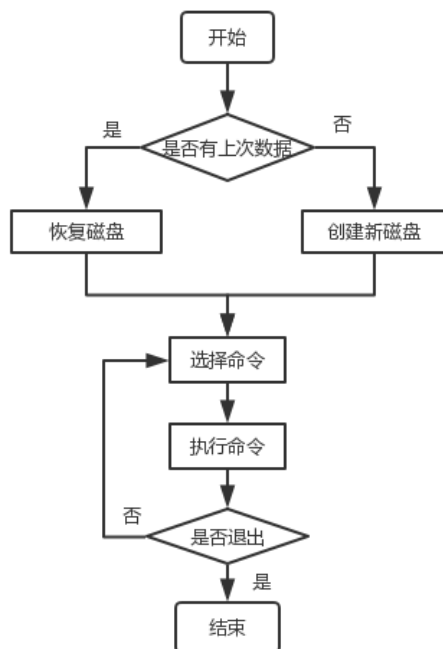 开始
是
否
是否有上次数据
恢复磁盘
创建新磁盘
选择命令
执行命令
否
是否退出
是
结束